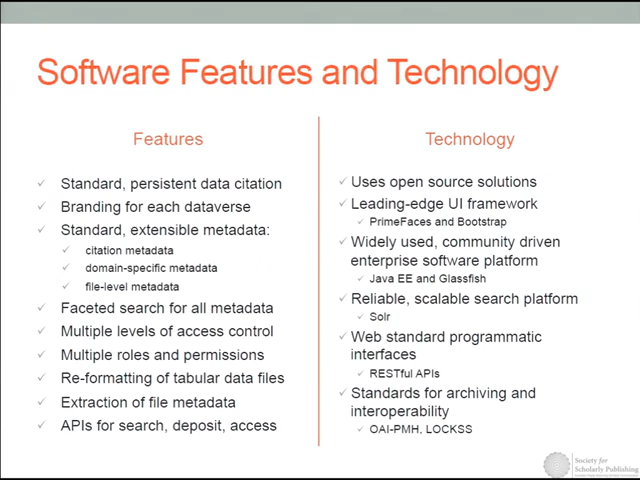 Software Features and Technology
Features
Standard, persistent data citation
Branding for each dataverse
Standard, extensible metadata:
citation metadata
domain-specific metadata
file-level metadata
Faceted search for all metadata
Multiple levels of access control
Multiple roles and permissions
Re-formatting of tabular data files
Extraction of file metadata
APIs for search, deposit, access
Technology
Uses open source solutions
Leading-edge UI framework
PrimeFaces and Bootstrap
Widely used, community driven
enterprise software platform
Java EE and Glassfish
Reliable, scalable search platform
Solr
Web standard programmatic
interfaces
RESTful APIs
Standards for archiving and
interoperability
OAI-PMH, LOCKSS
Society for
Scholarly Publishing